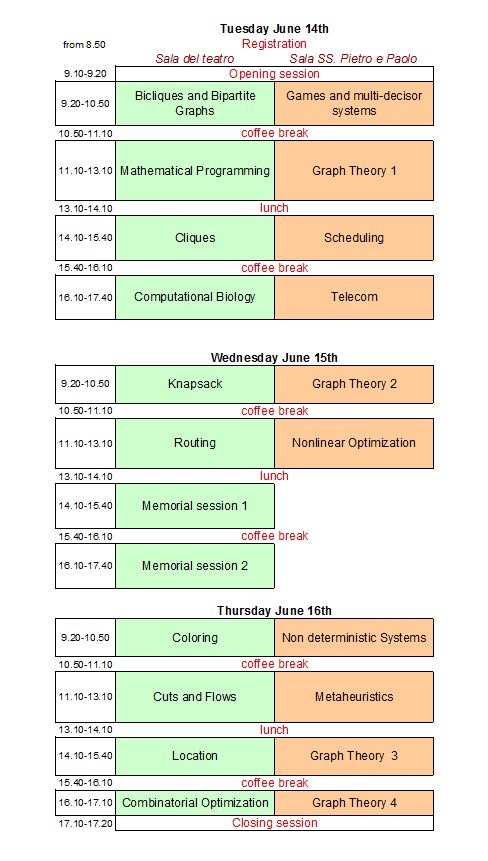 Tuesday June 14th
from 8.50 Registration
Sala del teatro Sala SS. Pietro e Paolo
9.10-9.20 Opening session
9.20-10.50 Bicliques and Bipartite Graphs Games and multi-decisor systems
10.50-11.10 coffee break
11.10-13.10 Mathematical Programming Graph Theory 1
13.10-14.10 lunch
14.10-15.40 Cliques Scheduling
15.40-16.10 coffee break
16.10-17.40 Computational Biology Telecom
Wednesday June 15th
9.20-10.50 Knapsack Graph Theory 2
10.50-11.10 coffee break
11.10-13.10 Routing Nonlinear Optimization
13.10-14.10 lunch
14.10-15.40 Memorial session 1
15.40-16.10 coffee break
16.10-17.40 Memorial session 2
Thursday June 16th
9.20-10.50 Coloring Non deterministic Systems
10.50-11.10 coffee break
11.10-13.10 Cuts and Flows Metaheuristics
13.10-14.10 lunch
14.10-15.40 Location Graph Theory 3
15.40-16.10 coffee break
16.10-17.10 Combinatorial Optimization Graph Theory 4
17.10-17.20 Closing session